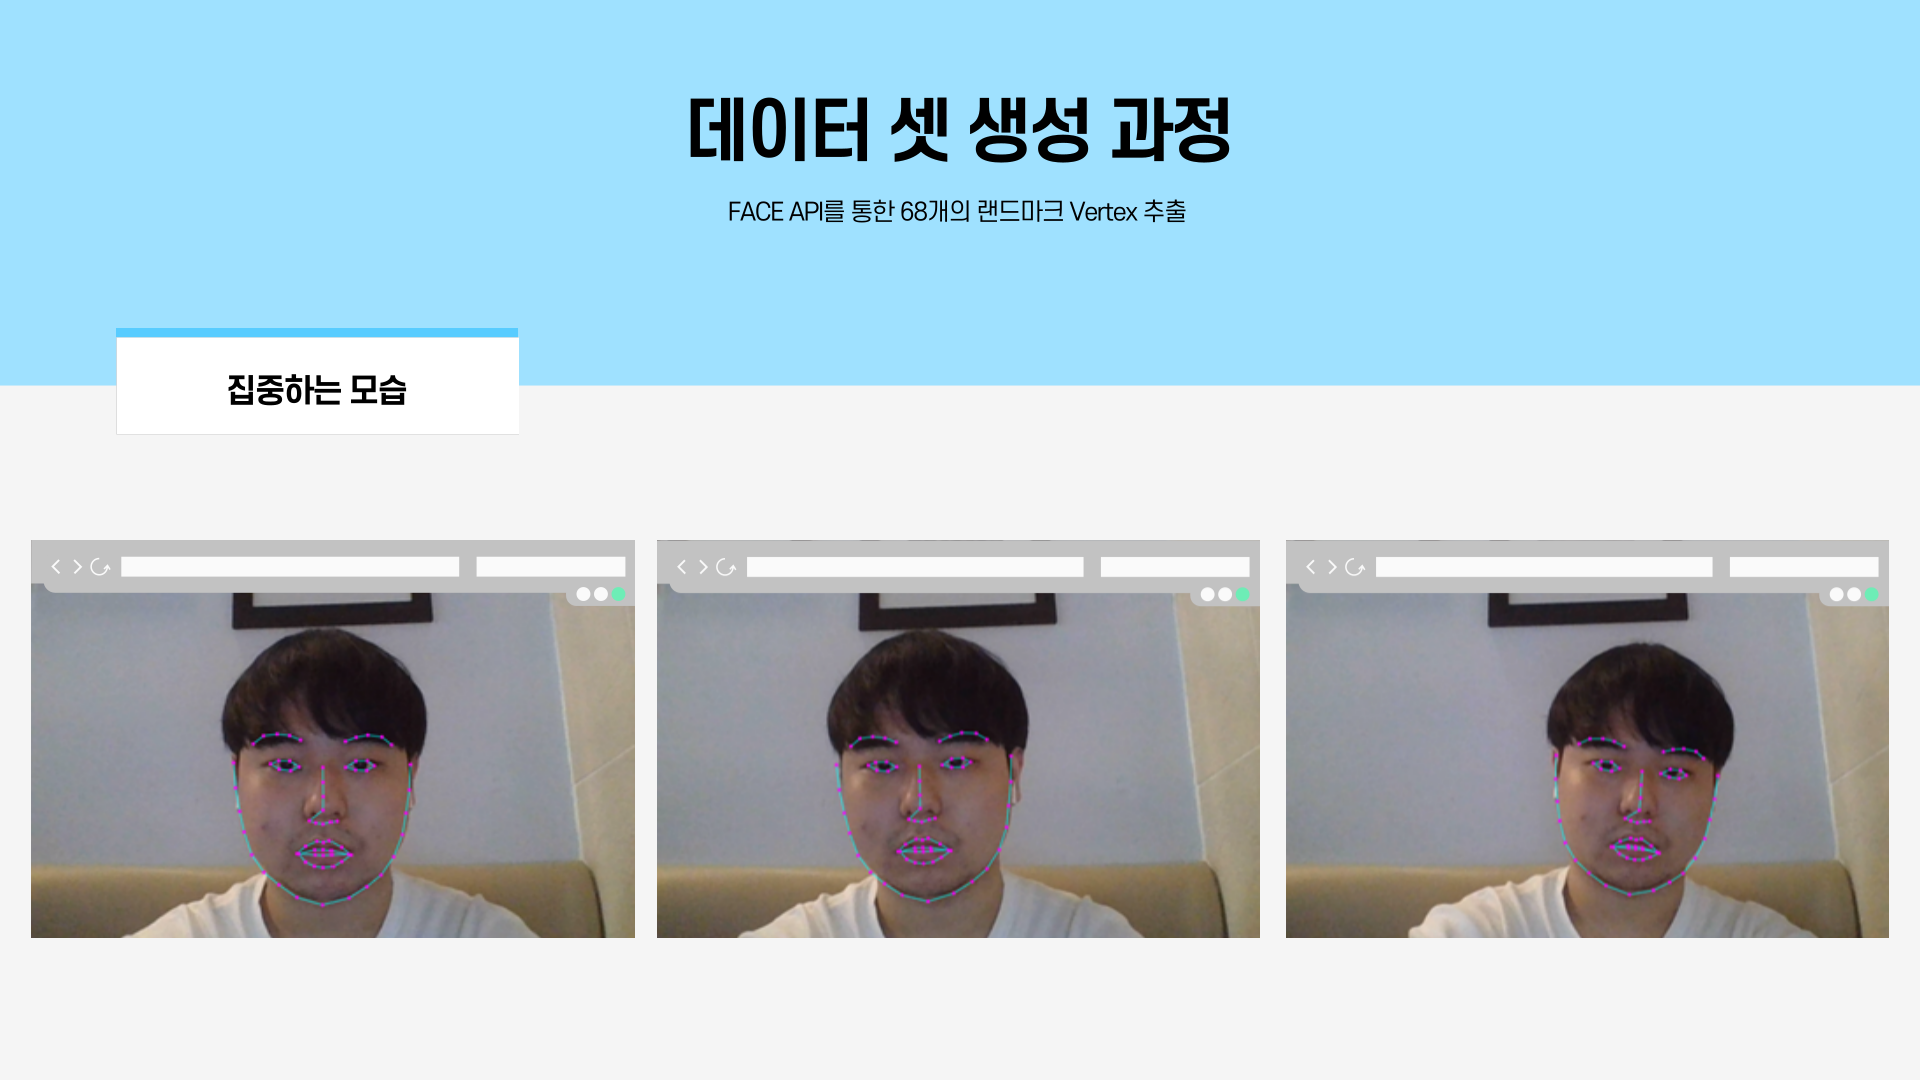 데이터 셋 생성 과정
FACE API를 통한 68개의 랜드마크 Vertex 추출
집중하는 모습